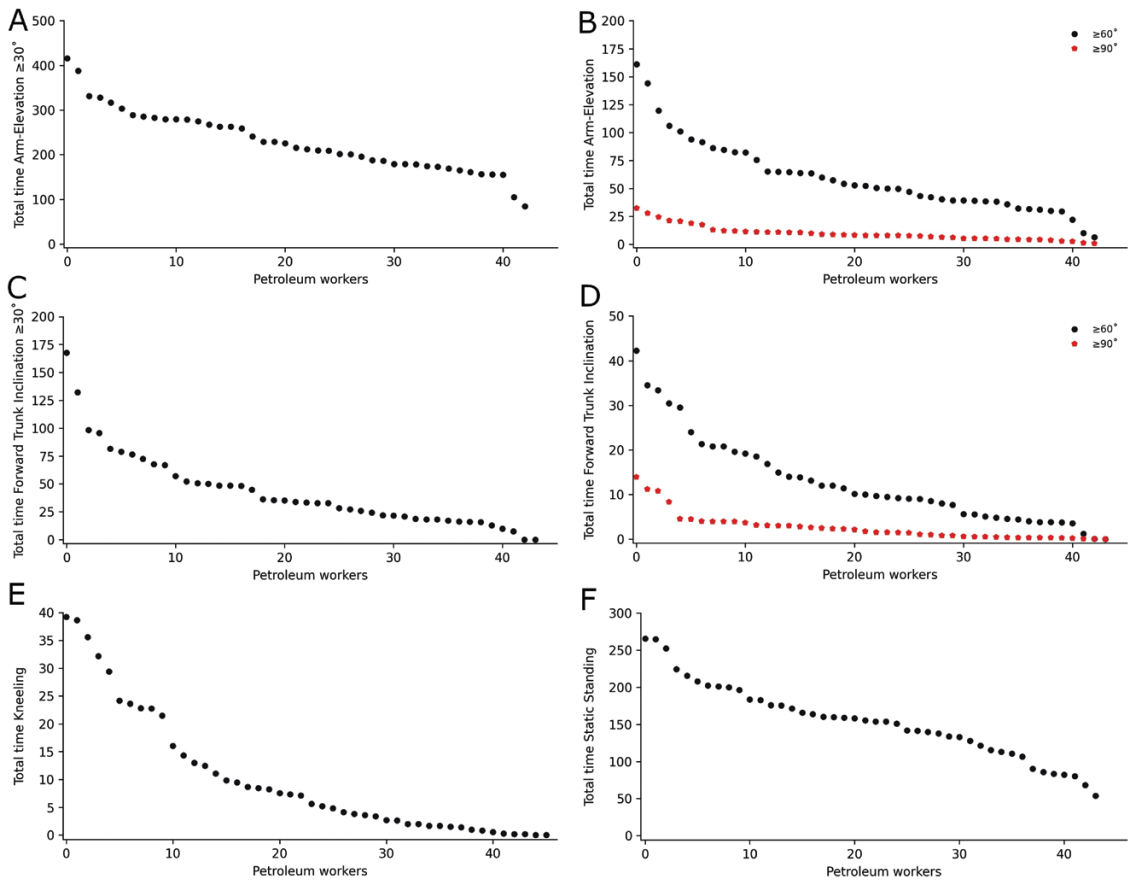 A
Total time Arm-Elevation ≥30˚
500
400
300
200
100
0
0 10 20 30 40
Petroleum workers
B
Total time Arm-Elevation
200
175
150
125
100
75
50
25
0
≥60˚
≥90˚
0 10 20 30 40
Petroleum workers
C
Total time Forward Trunk Inclination ≥30˚
200
175
150
125
100
75
50
25
0
0 10 20 30 40
Petroleum workers
D
Total time Forward Trunk Inclination
50
40
30
20
10
0
≥60˚
≥90˚
0 10 20 30 40
Petroleum workers
E
Total time Kneeling
40
35
30
25
20
15
10
5
0
0 10 20 30 40
Petroleum workers
F
Total time Static Standing
300
250
200
150
100
50
0
0 10 20 30 40
Petroleum workers